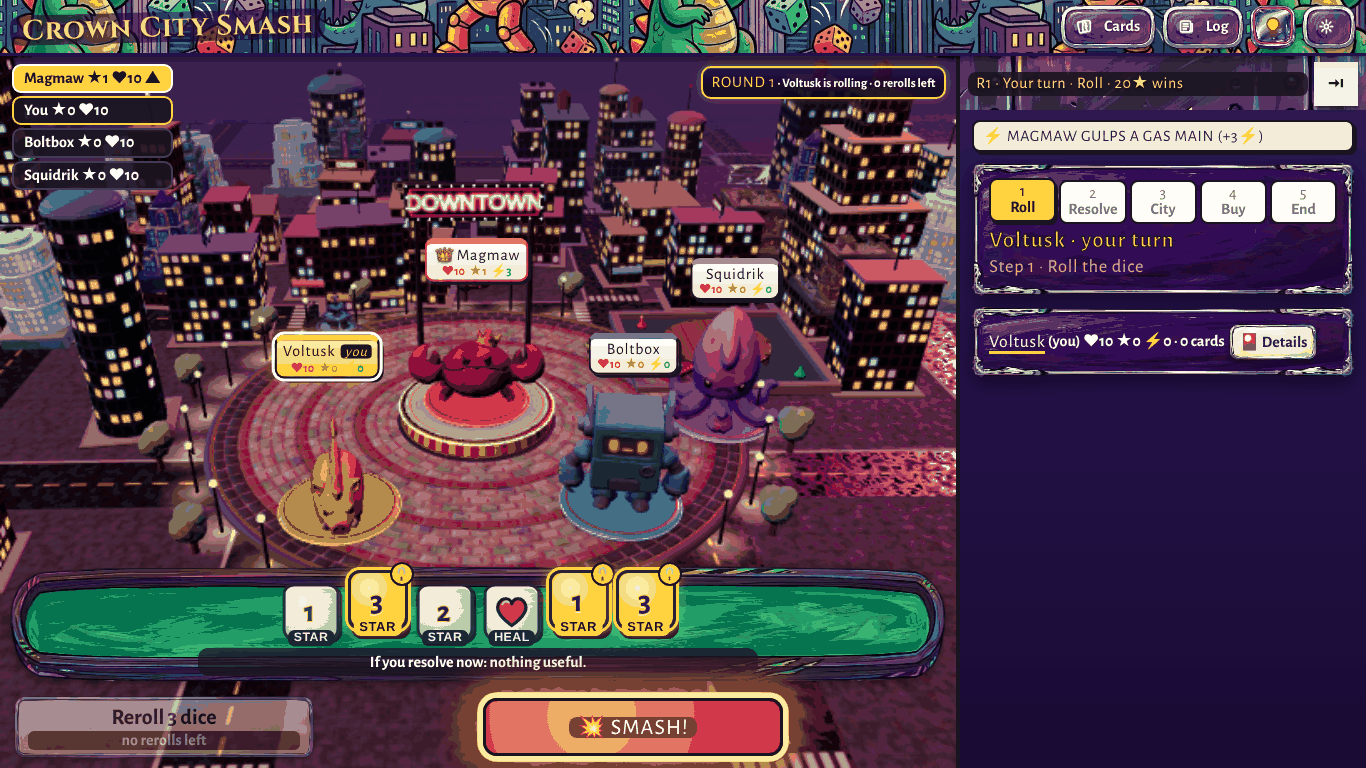 CROWN CITY SMASH
Cards
Log
Magmaw ★1 ♥10 ▲
You ★0 ♥10
Boltbox ★0 ♥10
Squidrik ★0 ♥10
ROUND 1 · Voltusk is rolling · 0 rerolls left
R1 · Your turn · Roll · 20★ wins
⚡ MAGMAW GULPS A GAS MAIN (+3⚡)
1 Roll
2 Resolve
3 City
4 Buy
5 End
Voltusk · your turn
Step 1 · Roll the dice
Voltusk (you) ♥10 ★0 ⚡0 · 0 cards
Details
DOWNTOWN
Magmaw
♥10 ★1 ⚡3
Squidrik
♥10 ★0 ⚡0
Voltusk you
♥10 ★0 0
Boltbox
♥10 ★0 ⚡0
1 STAR
3 STAR
2 STAR
HEAL
1 STAR
3 STAR
If you resolve now: nothing useful.
Reroll 3 dice
no rerolls left
SMASH!